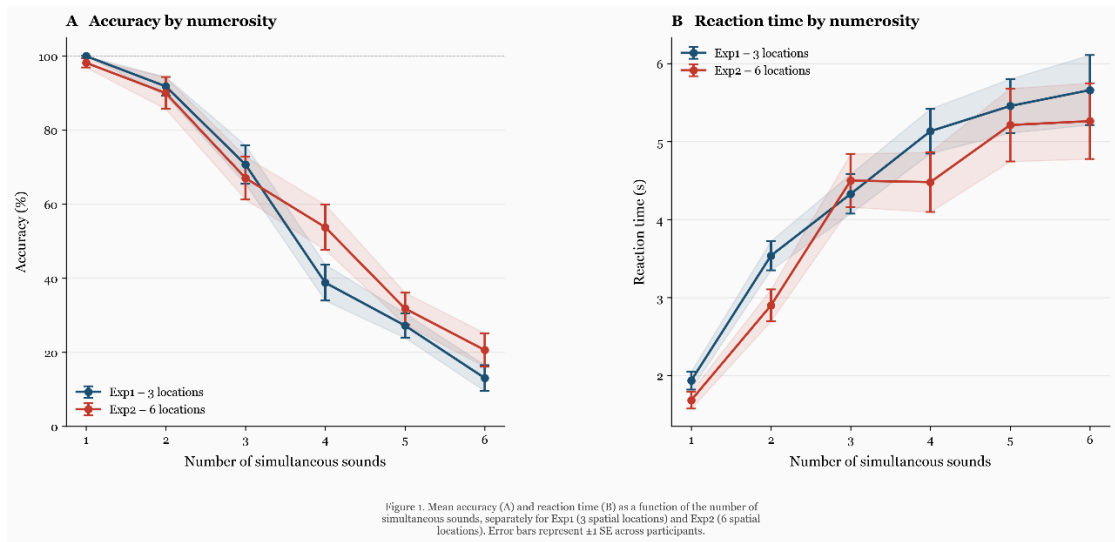 A Accuracy by numerosity
100
80
60
40
20
0
Accuracy (%)
Exp1 – 3 locations
Exp2 – 6 locations
1 2 3 4 5 6
Number of simultaneous sounds
B Reaction time by numerosity
Exp1 – 3 locations
Exp2 – 6 locations
6
5
4
3
2
Reaction time (s)
1 2 3 4 5 6
Number of simultaneous sounds
Figure 1. Mean accuracy (A) and reaction time (B) as a function of the number of
simultaneous sounds, separately for Exp1 (3 spatial locations) and Exp2 (6 spatial
locations). Error bars represent ±1 SE across participants.